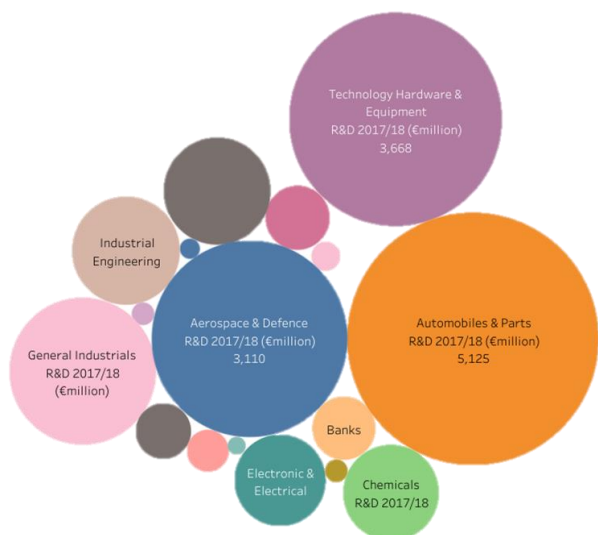 Technology Hardware &
Equipment
R&D 2017/18 (€million)
3,668
Industrial
Engineering
Aerospace & Defence
R&D 2017/18 (€million)
3,110
Automobiles & Parts
R&D 2017/18 (€million)
5,125
General Industrials
R&D 2017/18
(€million)
Banks
Electronic &
Electrical
Chemicals
R&D 2017/18